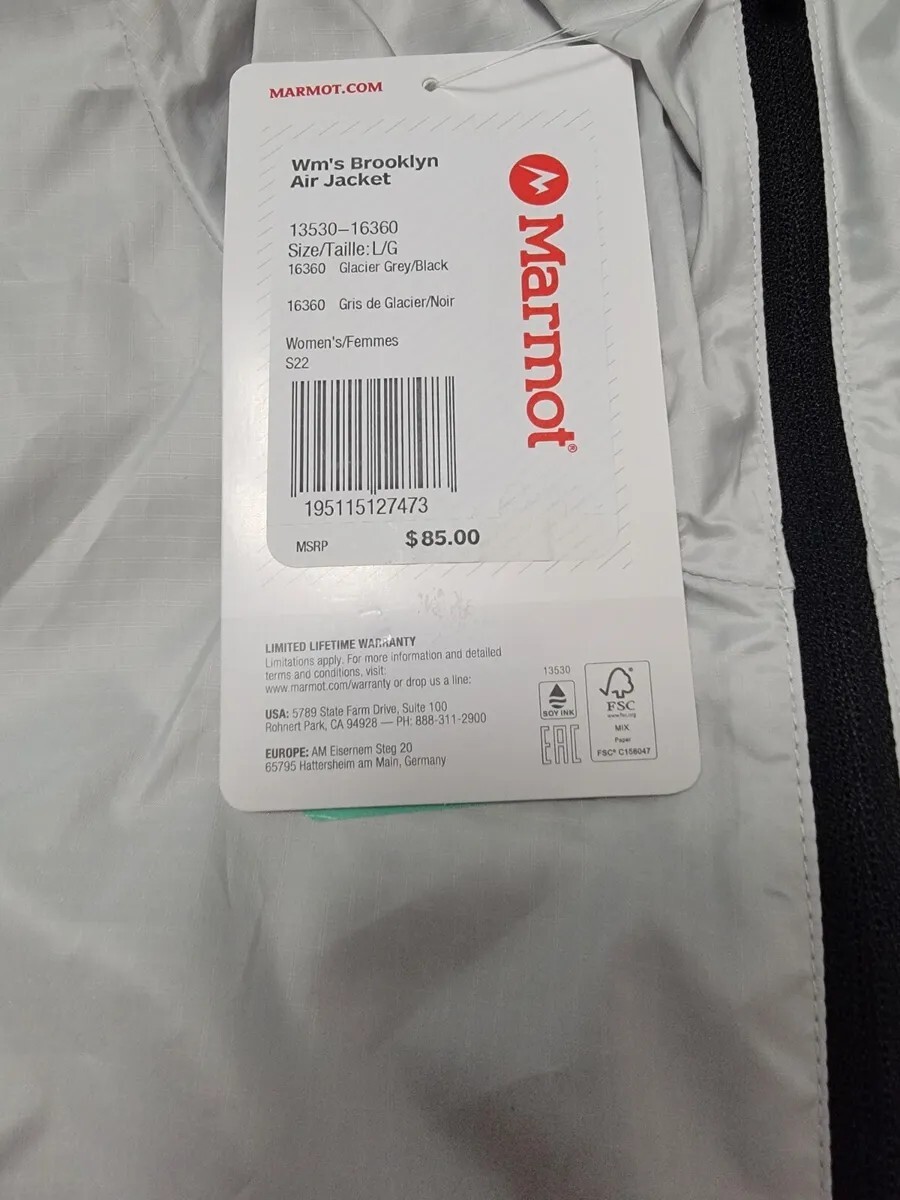 MARMOT.COM
Wm's Brooklyn
Air Jacket
13530–16360
Size/Taille: L/G
16360 Glacier Grey/Black
16360 Gris de Glacier/Noir
Women's/Femmes
S22
195115127473
MSRP $85.00
Marmot®
LIMITED LIFETIME WARRANTY
Limitations apply. For more information and detailed
terms and conditions, visit:
www.marmot.com/warranty or drop us a line:
USA: 5789 State Farm Drive, Suite 100
Rohnert Park, CA 94928 — PH: 888-311-2900
EUROPE: AM Eisernem Steg 20
65795 Hattersheim am Main, Germany
13530
SOY INK
EAC
FSC
www.fsc.org
MIX
Paper
FSC® C156047